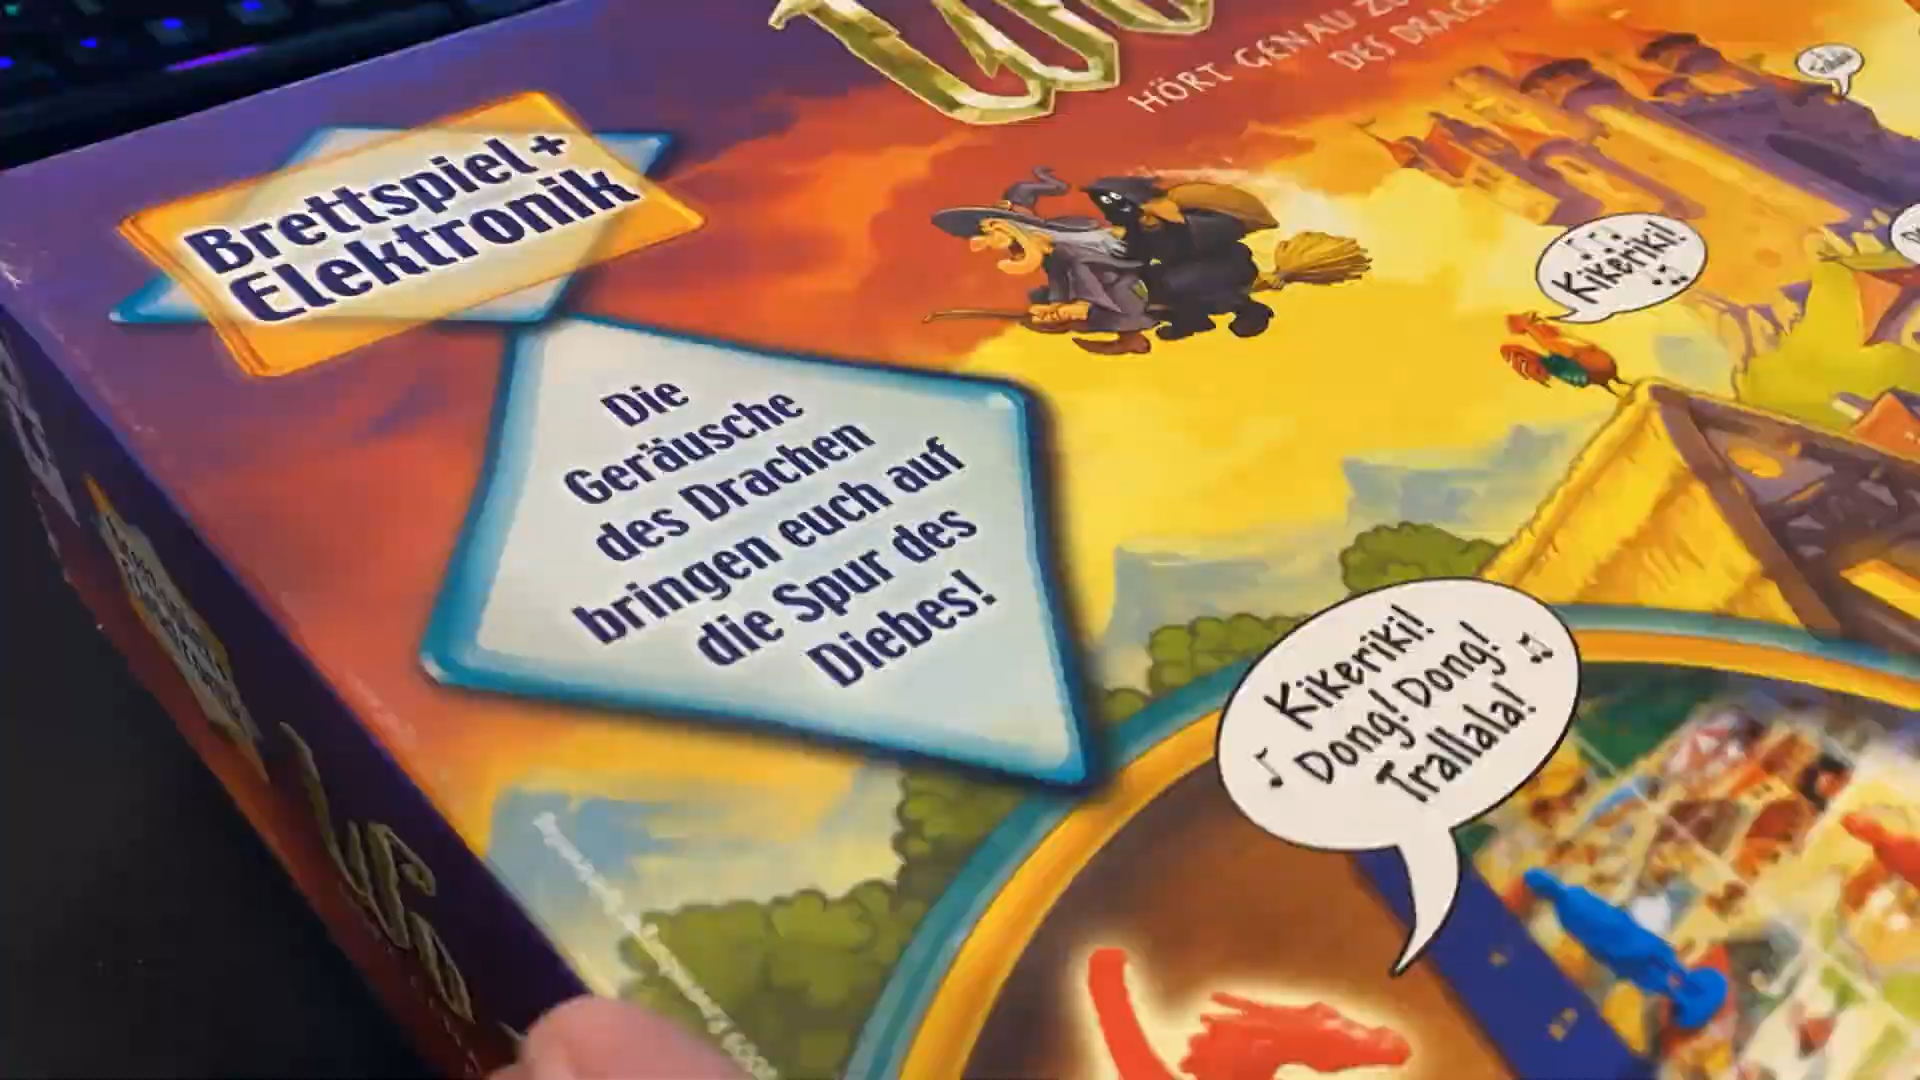 HÖRT GENAU
DES
Brettspiel +
Elektronik
Die
Geräusche
des Drachen
bringen euch auf
die Spur des
Diebes!
Kikeriki!
Kikeriki!
Dong! Dong!
Trallala!